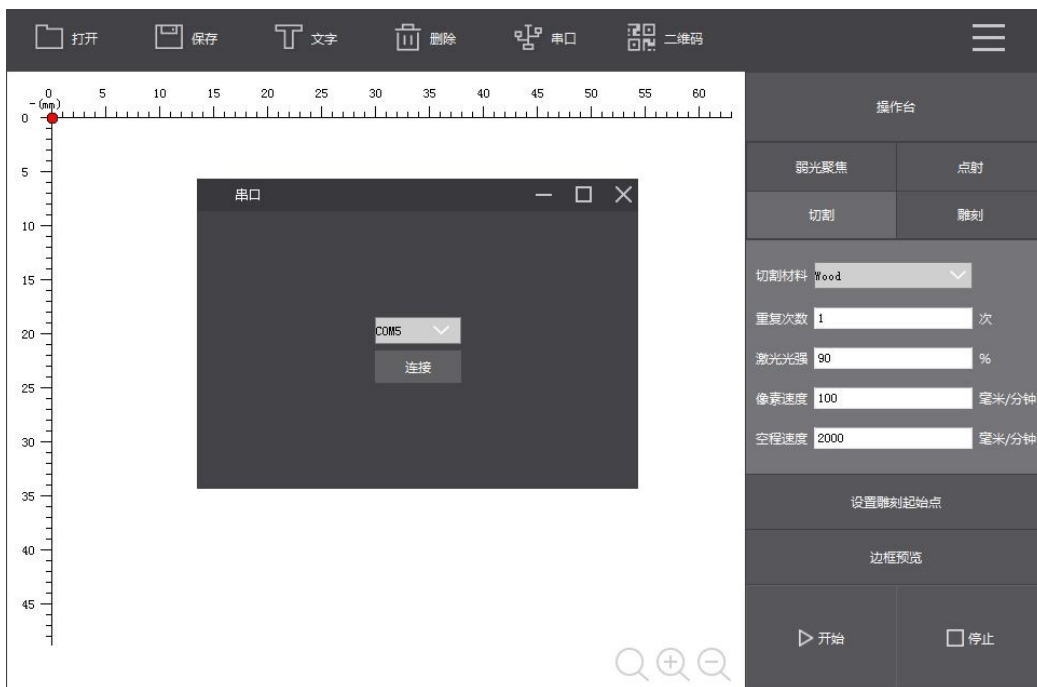 打开 保存 文字 删除 串口 二维码
0 5 10 15 20 25 30 35 40 45 50 55 60
(mm)
0
5
10
15
20
25
30
35
40
45
串口
COM5
连接
操作台
弱光聚焦 点射
切割 雕刻
切割材料 Wood
重复次数 1 次
激光光强 90 %
像素速度 100 毫米/分钟
空程速度 2000 毫米/分钟
设置雕刻起始点
边框预览
开始 停止